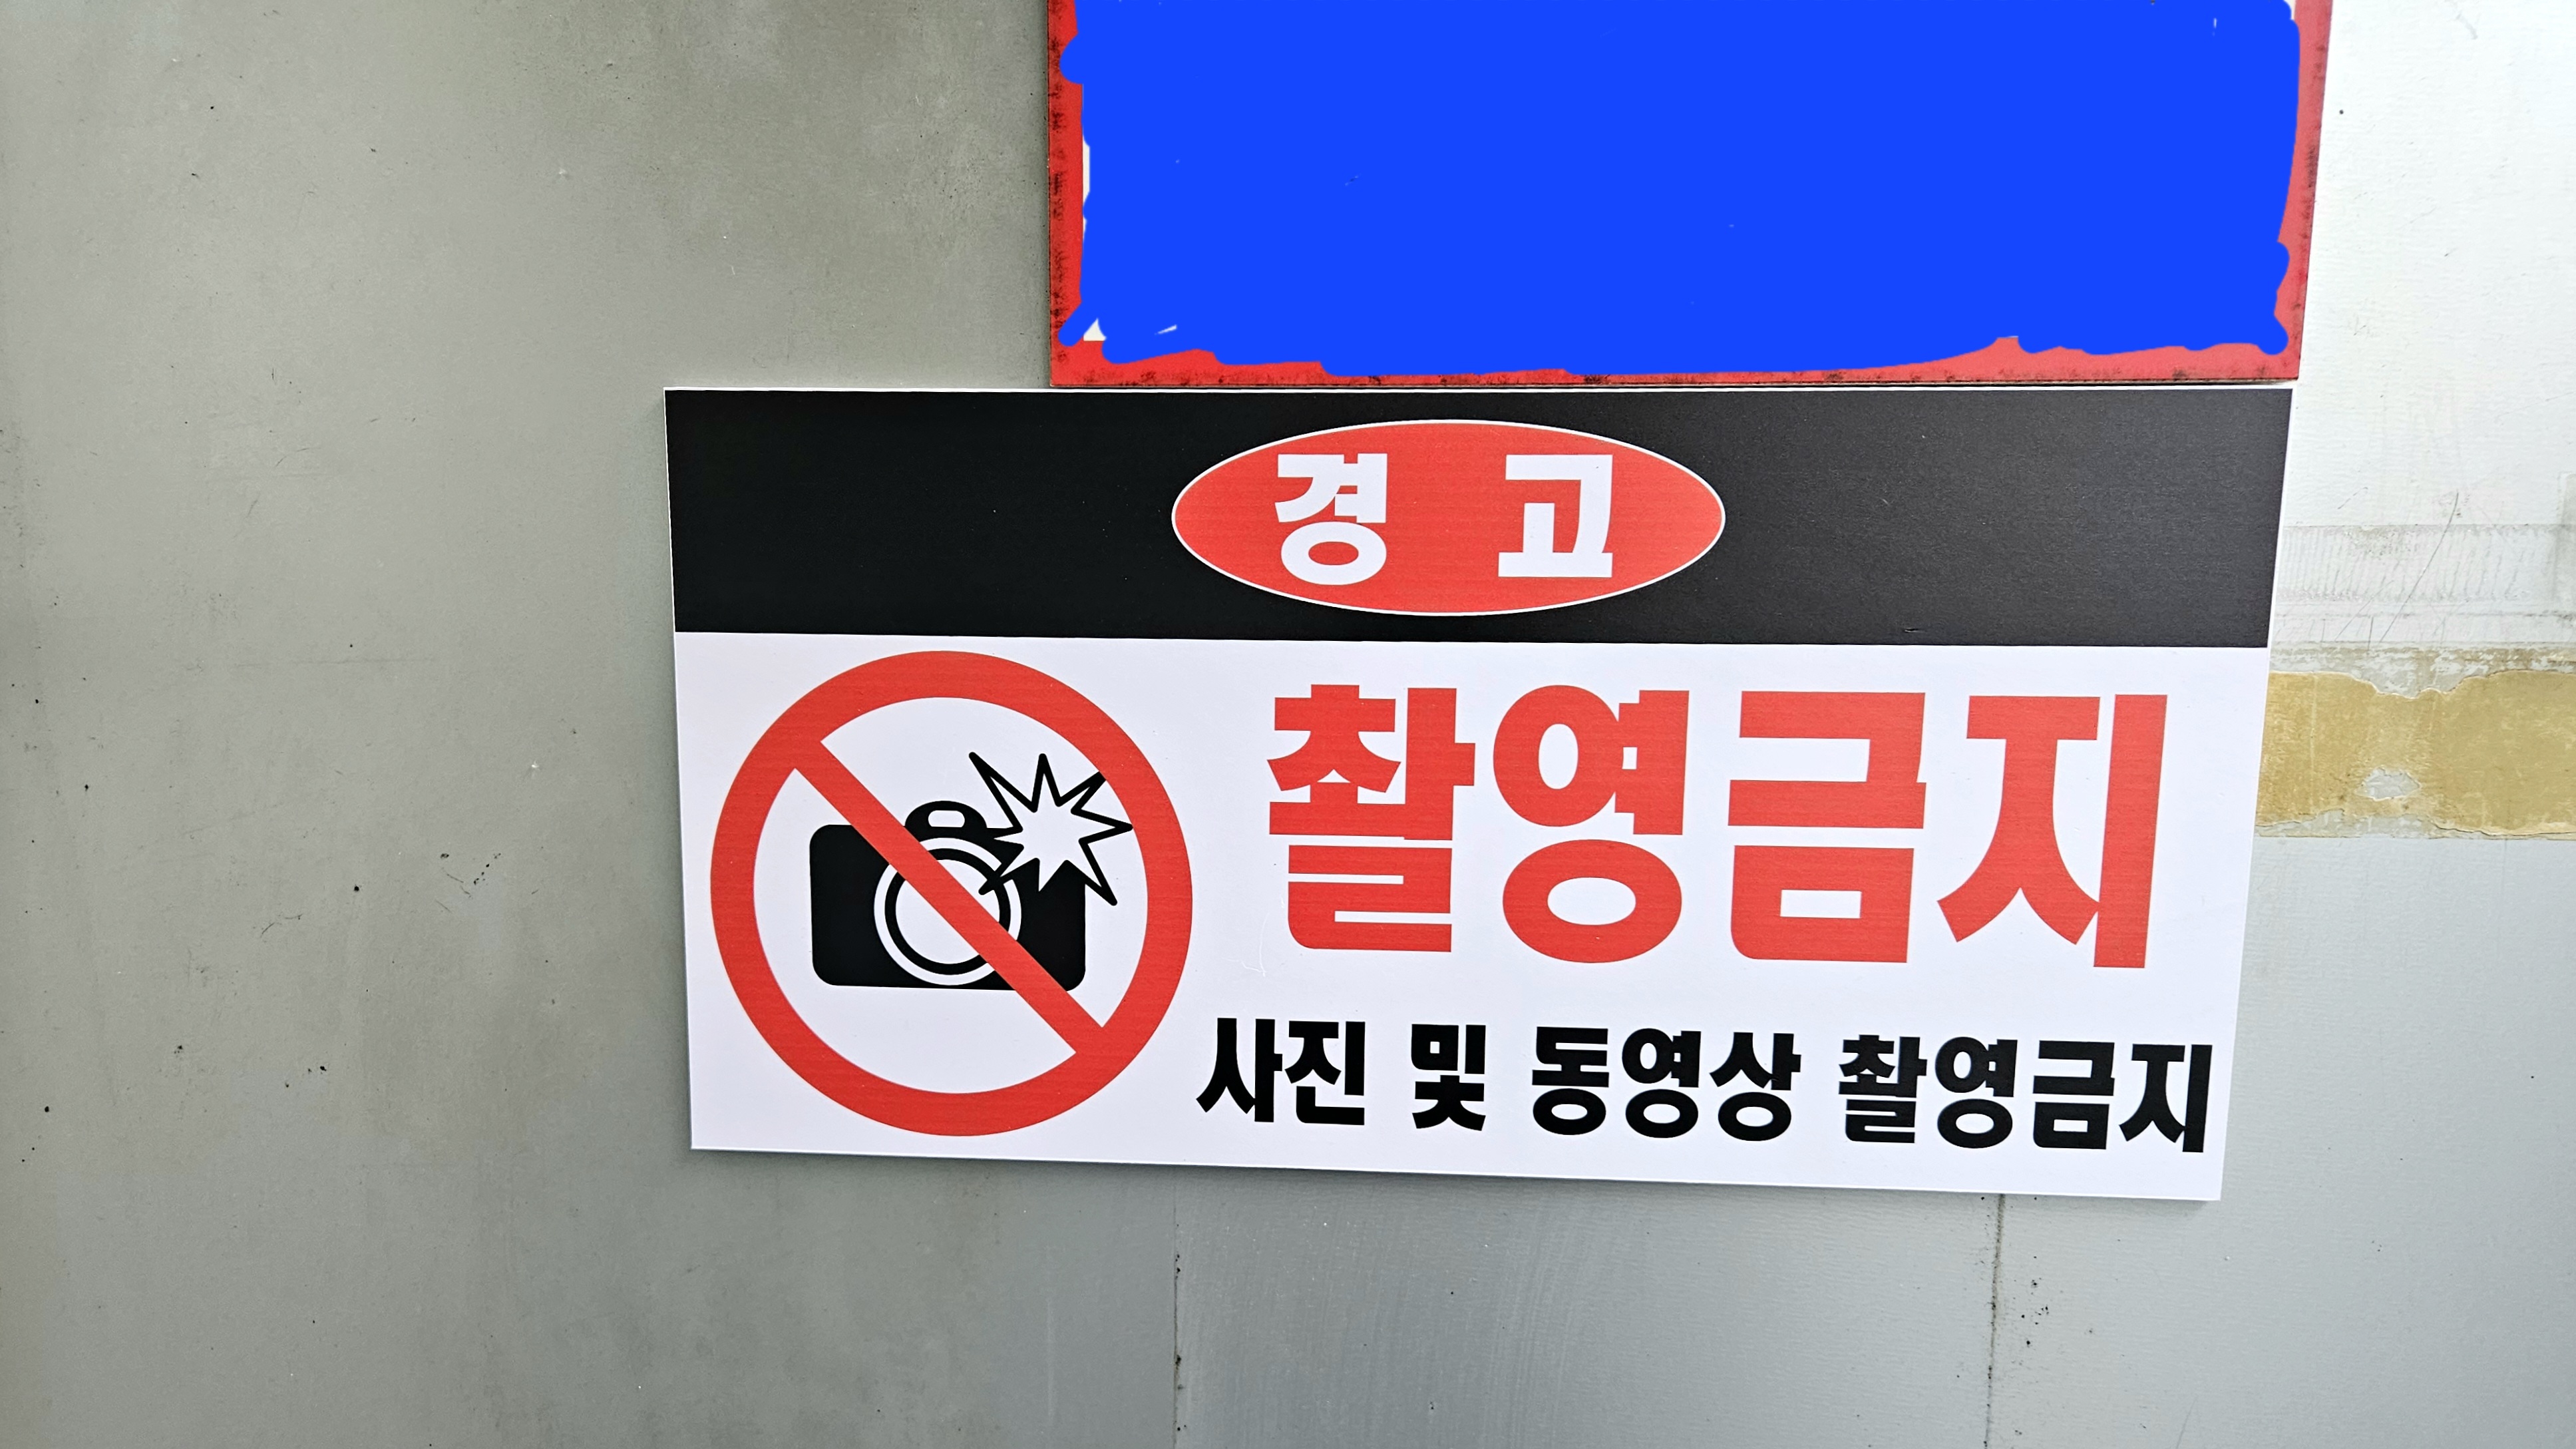 경 고
촬영금지
사진 및 동영상 촬영금지